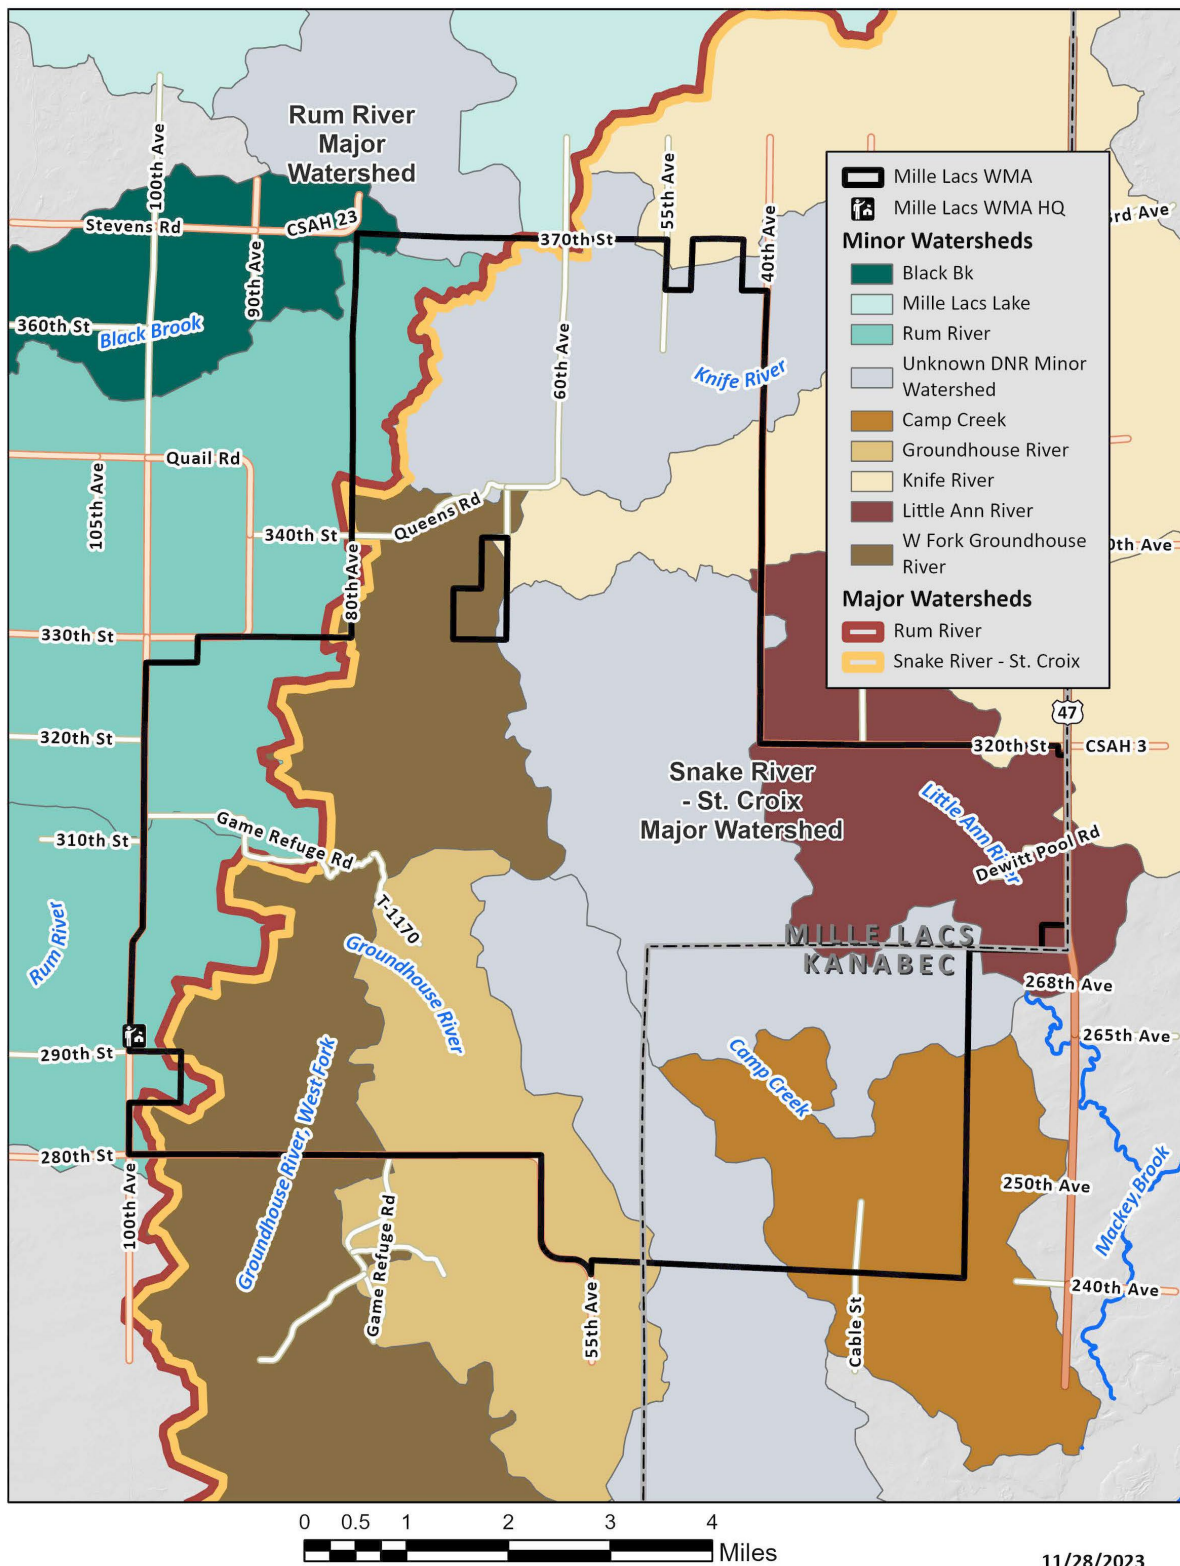 Rum River
Major
Watershed
100th Ave
Stevens Rd
90th Ave
CSAH 23
370th St
55th Ave
40th Ave
60th Ave
360th St
Black Brook
Knife River
Mille Lacs WMA
Mille Lacs WMA HQ
Minor Watersheds
Black Bk
Mille Lacs Lake
Rum River
Unknown DNR Minor
Watershed
Camp Creek
Groundhouse River
Knife River
Little Ann River
W Fork Groundhouse
River
Major Watersheds
Rum River
Snake River - St. Croix
3rd Ave
0th Ave
Quail Rd
105th Ave
340th St
Queens Rd
80th Ave
330th St
320th St
47
320th St
CSAH 3
Snake River
- St. Croix
Major Watershed
Little Ann River
Dewitt Pool Rd
310th St
Game Refuge Rd
T-1170
Rum River
Groundhouse River
MILLE LACS
KANABEC
268th Ave
265th Ave
290th St
Groundhouse River, West Fork
Camp Creek
280th St
100th Ave
250th Ave
Mackey Brook
Game Refuge Rd
55th Ave
Cable St
240th Ave
0 0.5 1 2 3 4
Miles
11/28/2023